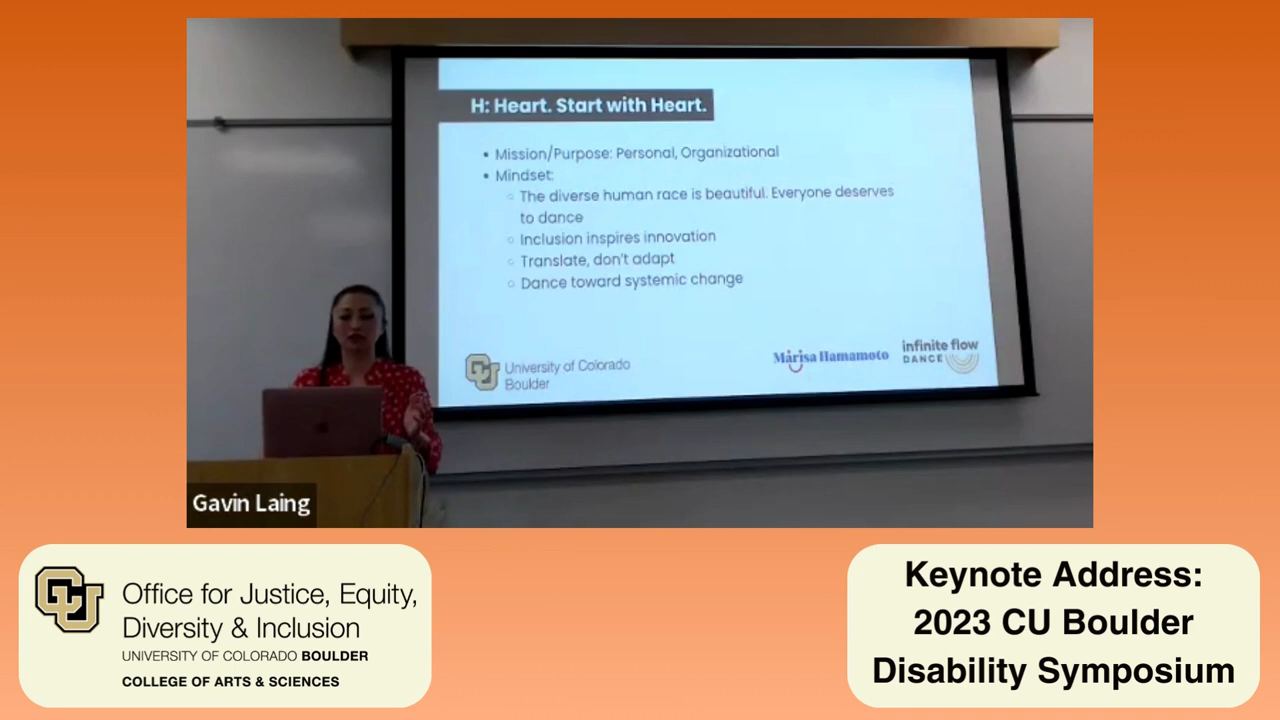 H: Heart. Start with Heart.
• Mission/Purpose: Personal, Organizational
• Mindset:
○ The diverse human race is beautiful. Everyone deserves
to dance
○ Inclusion inspires innovation
○ Translate, don't adapt
○ Dance toward systemic change
CU
University of Colorado
Boulder
Marisa Hamamoto
infinite flow
DANCE
Gavin Laing
CU
Office for Justice, Equity,
Diversity & Inclusion
UNIVERSITY OF COLORADO BOULDER
COLLEGE OF ARTS & SCIENCES
Keynote Address:
2023 CU Boulder
Disability Symposium